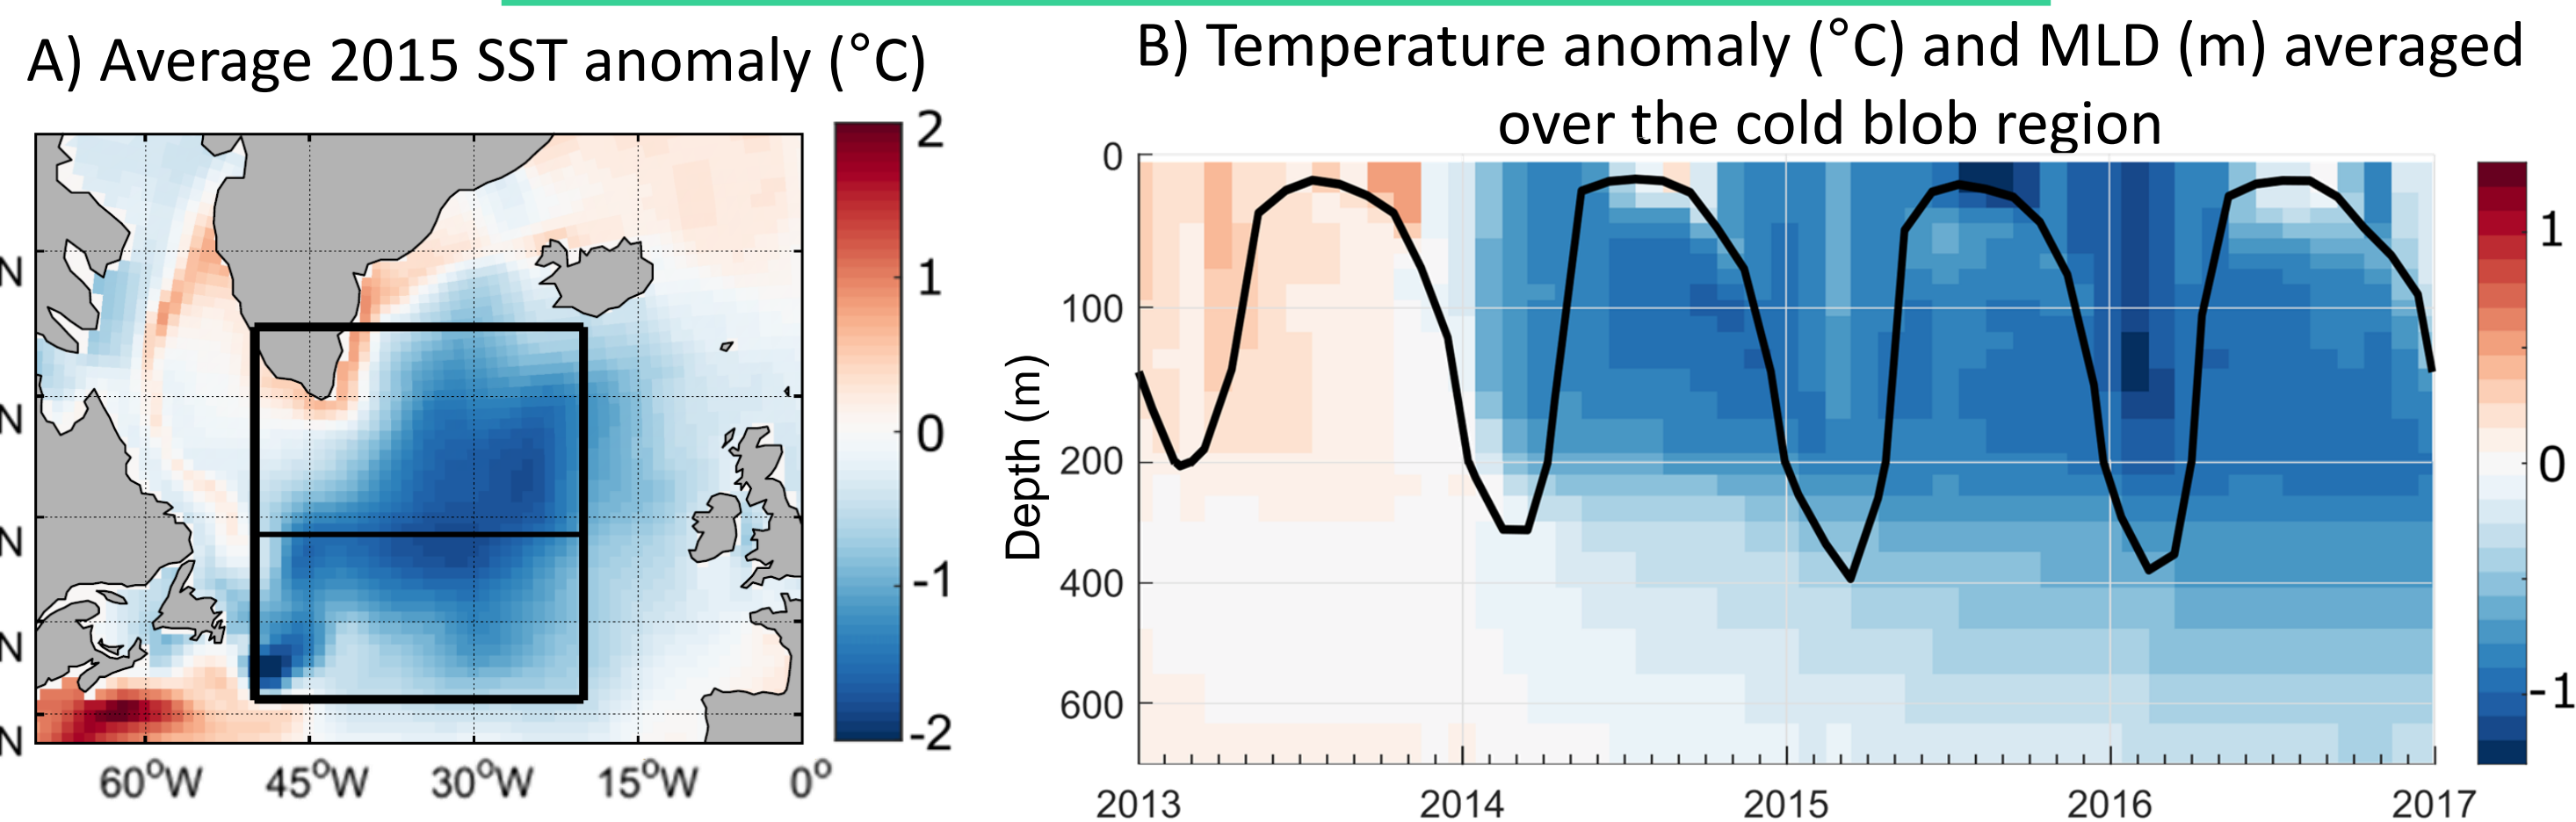 A) Average 2015 SST anomaly (°C)
2
1
0
-1
-2
N
N
N
N
N
60°W 45°W 30°W 15°W 0°
B) Temperature anomaly (°C) and MLD (m) averaged
over the cold blob region
Depth (m)
0
100
200
400
600
2013 2014 2015 2016 2017
1
0
-1